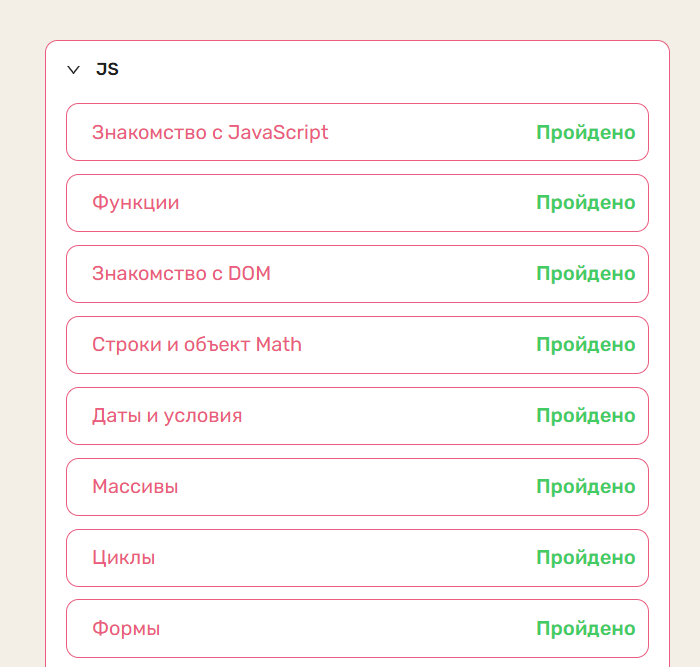 JS
Знакомство с JavaScript Пройдено
Функции Пройдено
Знакомство с DOM Пройдено
Строки и объект Math Пройдено
Даты и условия Пройдено
Массивы Пройдено
Циклы Пройдено
Формы Пройдено